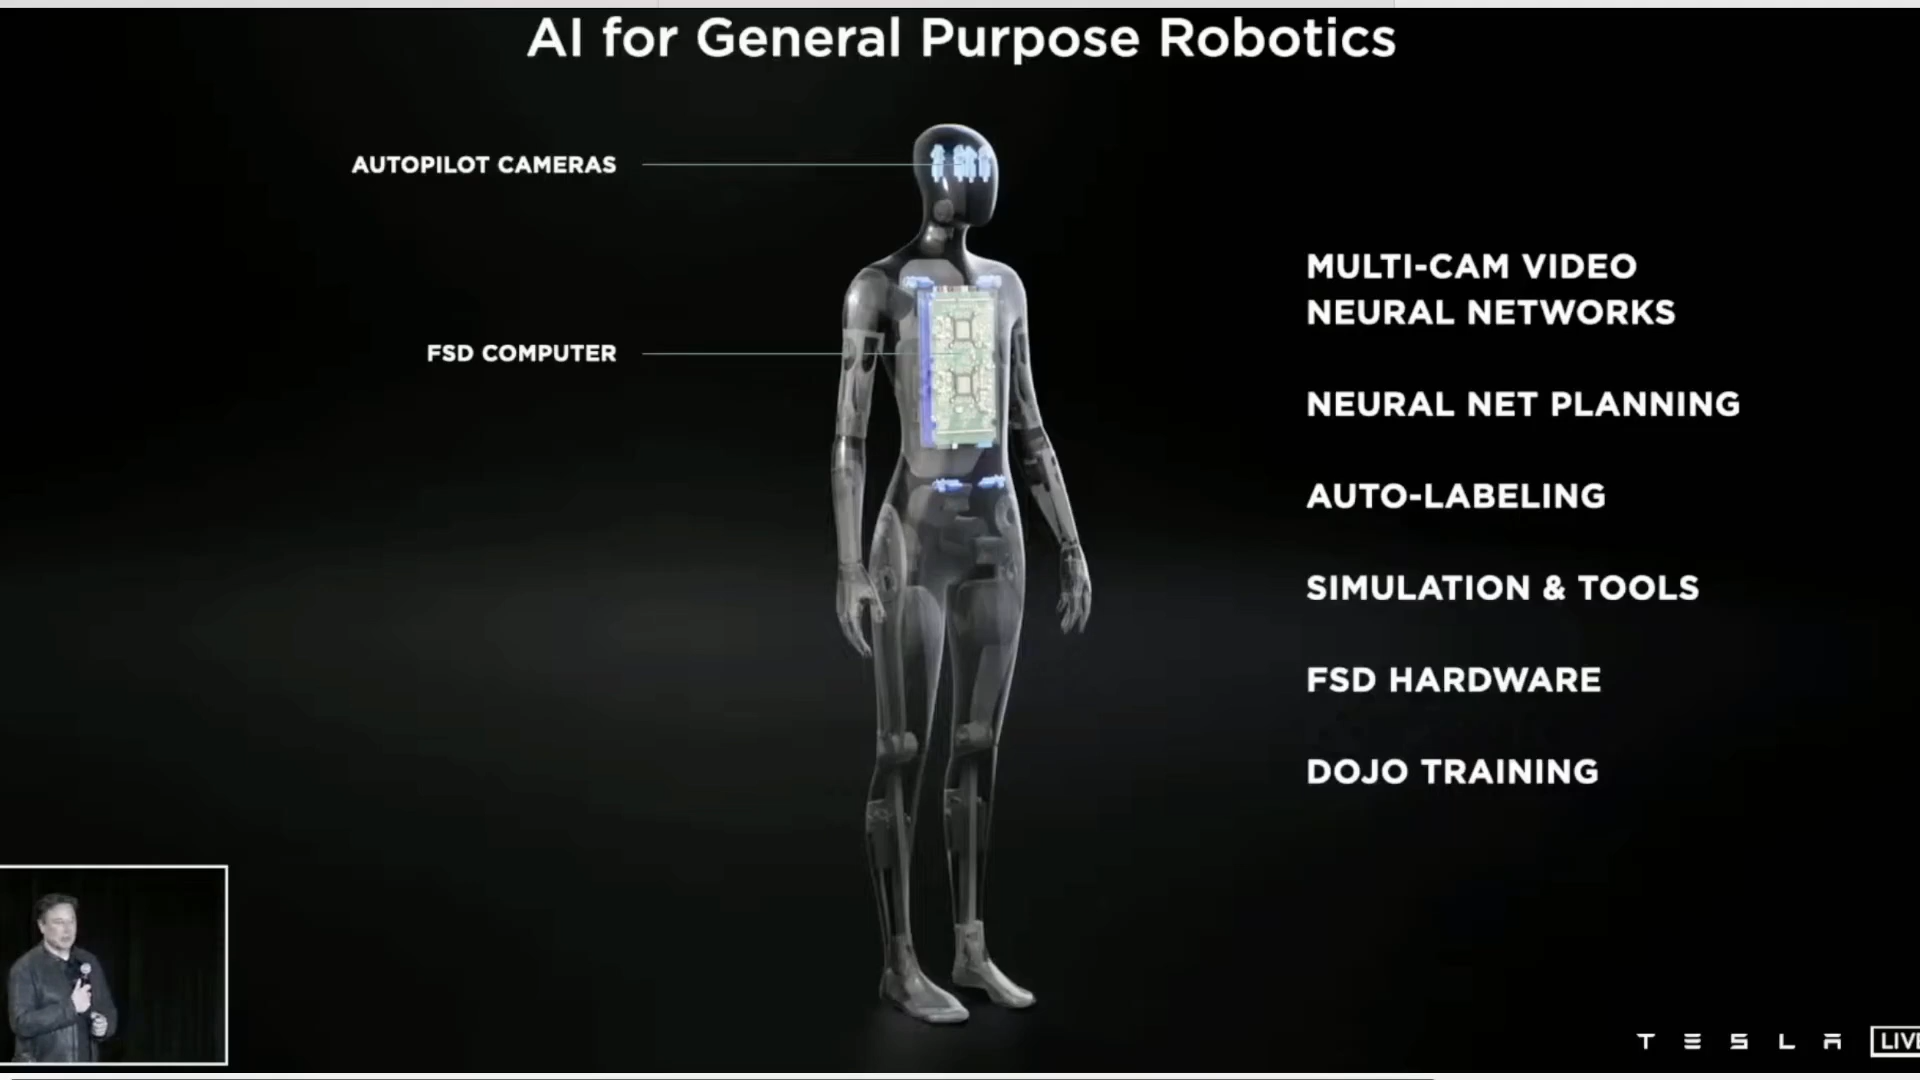 AI for General Purpose Robotics
AUTOPILOT CAMERAS
FSD COMPUTER
MULTI-CAM VIDEO
NEURAL NETWORKS
NEURAL NET PLANNING
AUTO-LABELING
SIMULATION & TOOLS
FSD HARDWARE
DOJO TRAINING
TESLA LIVE